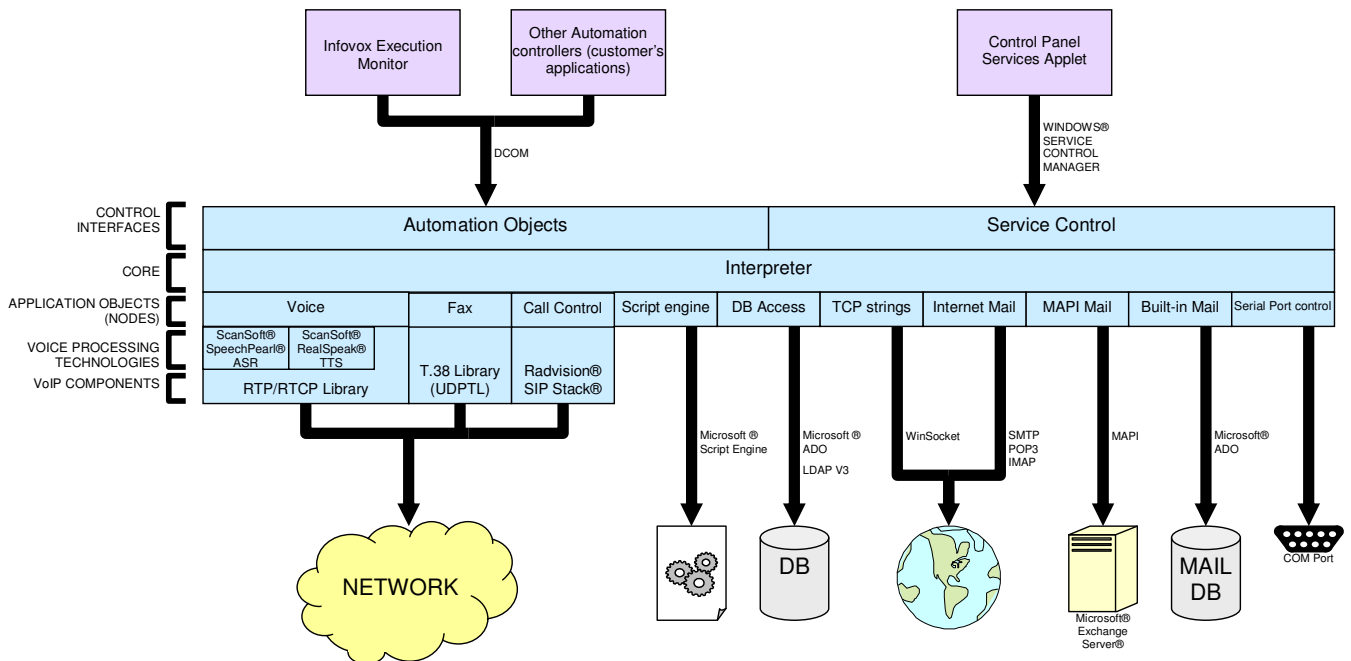 Infovox Execution
Monitor
Other Automation
controllers (customer's
applications)
Control Panel
Services Applet
DCOM
WINDOWS®
SERVICE
CONTROL
MANAGER
CONTROL
INTERFACES
Automation Objects
Service Control
CORE
Interpreter
APPLICATION OBJECTS
(NODES)
Voice
Fax
Call Control
Script engine
DB Access
TCP strings
Internet Mail
MAPI Mail
Built-in Mail
Serial Port control
VOICE PROCESSING
TECHNOLOGIES
ScanSoft®
SpeechPearl®
ASR
ScanSoft®
RealSpeak®
TTS
VoIP COMPONENTS
RTP/RTCP Library
T.38 Library
(UDPTL)
Radvision®
SIP Stack®
Microsoft ®
Script Engine
Microsoft ®
ADO
LDAP V3
WinSocket
SMTP
POP3
IMAP
MAPI
Microsoft®
ADO
NETWORK
DB
Microsoft®
Exchange
Server®
MAIL
DB
COM Port